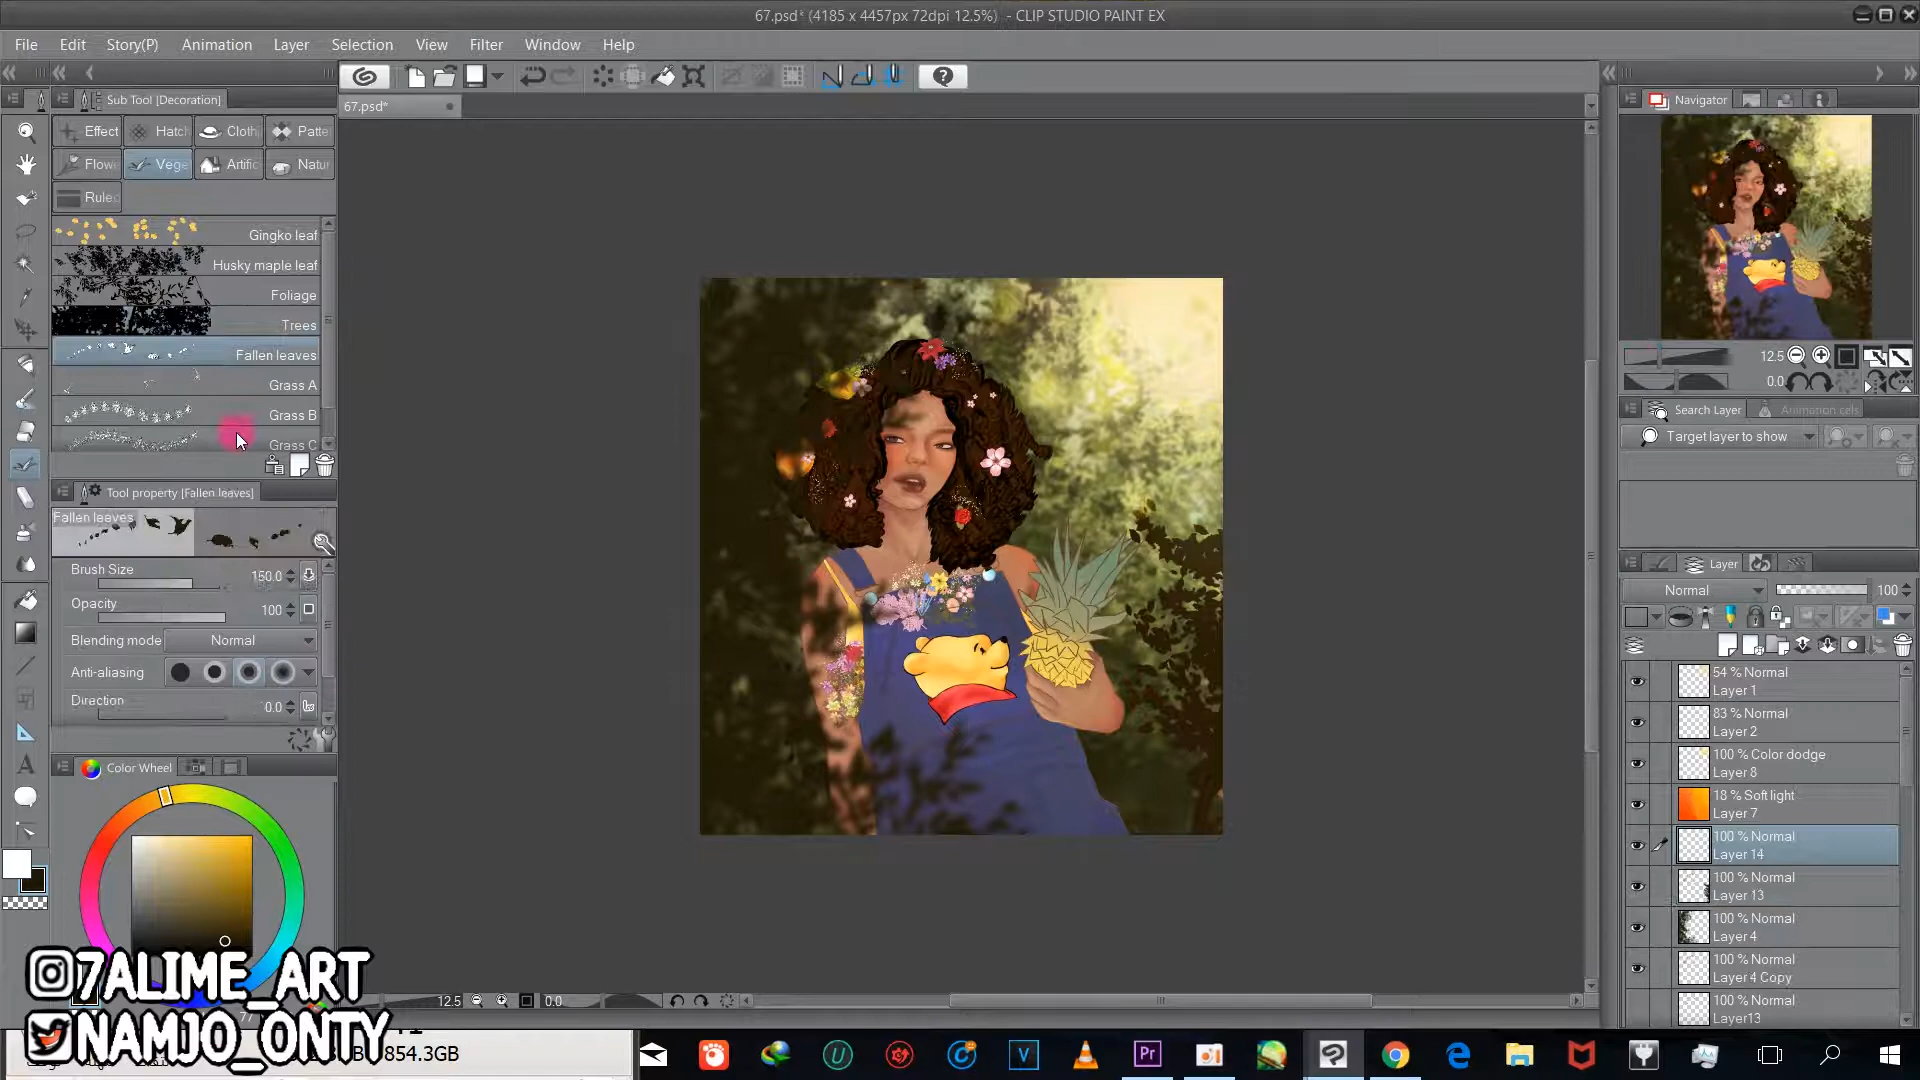 67.psd* (4185 x 4457px 72dpi 12.5%) - CLIP STUDIO PAINT EX
File Edit Story(P) Animation Layer Selection View Filter Window Help
Sub Tool [Decoration]
67.psd*
Navigator
Effect Hatch Cloth Patte
Flow Vege Artific Natur
Rule
Gingko leaf
Husky maple leaf
Foliage
Trees
Fallen leaves
Grass A
Grass B
Grass C
Tool property [Fallen leaves]
Fallen leaves
Brush Size 150.0
Opacity 100
Blending mode Normal
Anti-aliasing
Direction 0.0
Color Wheel
12.5
0.0
Search Layer Animation cels
Target layer to show
Layer
Normal 100
54 % Normal
Layer 1
83 % Normal
Layer 2
100 % Color dodge
Layer 8
18 % Soft light
Layer 7
100 % Normal
Layer 14
100 % Normal
Layer 13
100 % Normal
Layer 4
100 % Normal
Layer 4 Copy
100 % Normal
Layer13
12.5 0.0
7ALIME_ART
NAMJO_ONTY
854.3GB